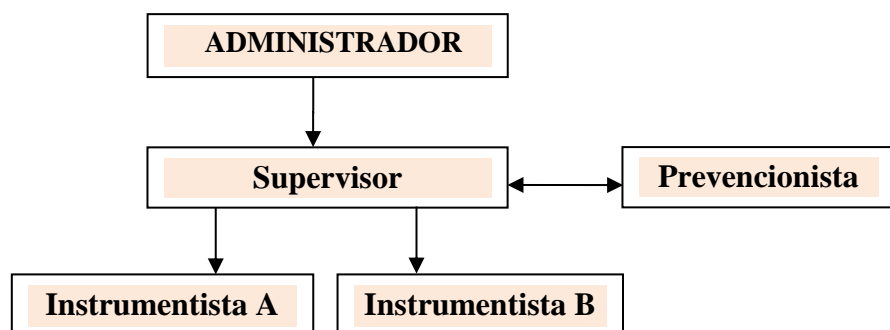 ADMINISTRADOR
Supervisor
Prevencionista
Instrumentista A
Instrumentista B